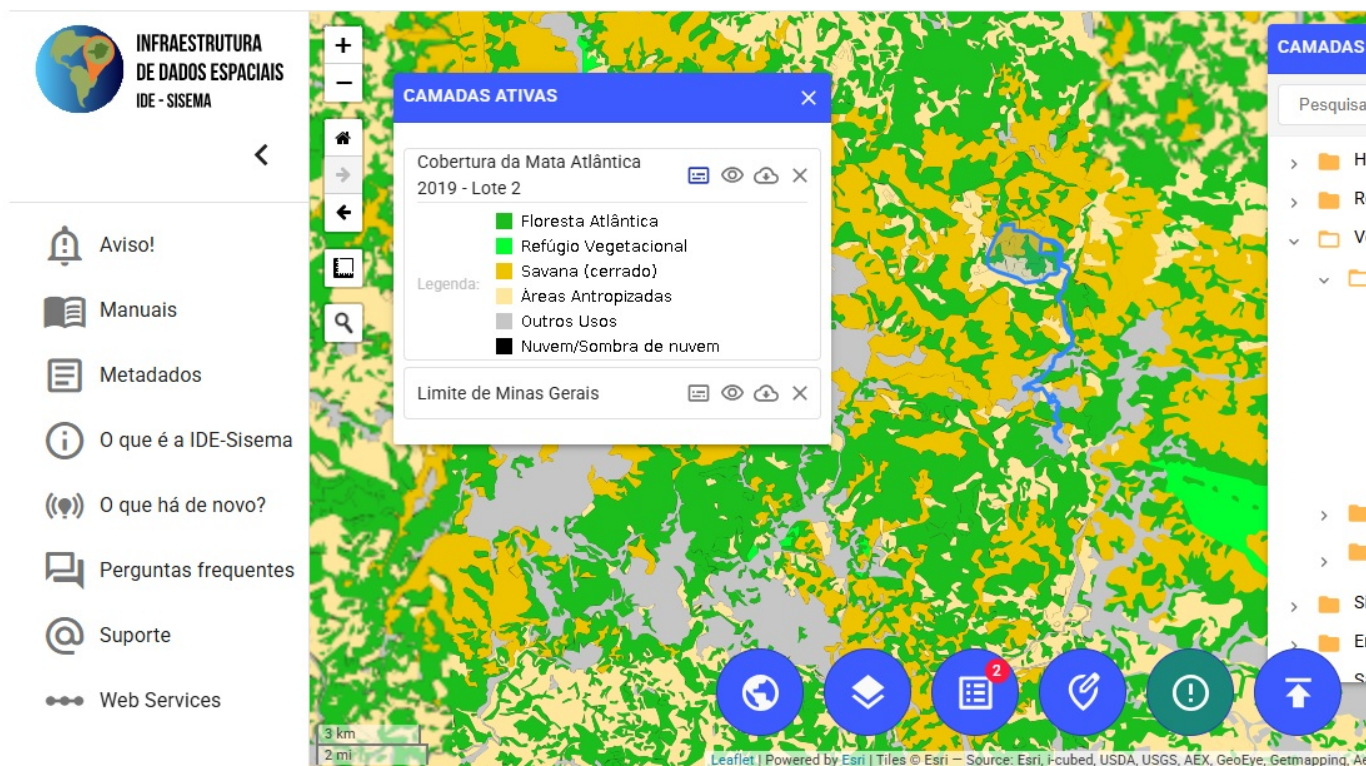 INFRAESTRUTURA
DE DADOS ESPACIAIS
IDE - SISEMA
Aviso!
Manuais
Metadados
O que é a IDE-Sisema
O que há de novo?
Perguntas frequentes
Suporte
Web Services
+
−
CAMADAS ATIVAS
Cobertura da Mata Atlântica
2019 - Lote 2
Legenda:
Floresta Atlântica
Refúgio Vegetacional
Savana (cerrado)
Áreas Antropizadas
Outros Usos
Nuvem/Sombra de nuvem
Limite de Minas Gerais
CAMADAS
Pesquisa
2
3 km
2 mi
Leaflet | Powered by Esri | Tiles © Esri — Source: Esri, i-cubed, USDA, USGS, AEX, GeoEye, Getmapping,